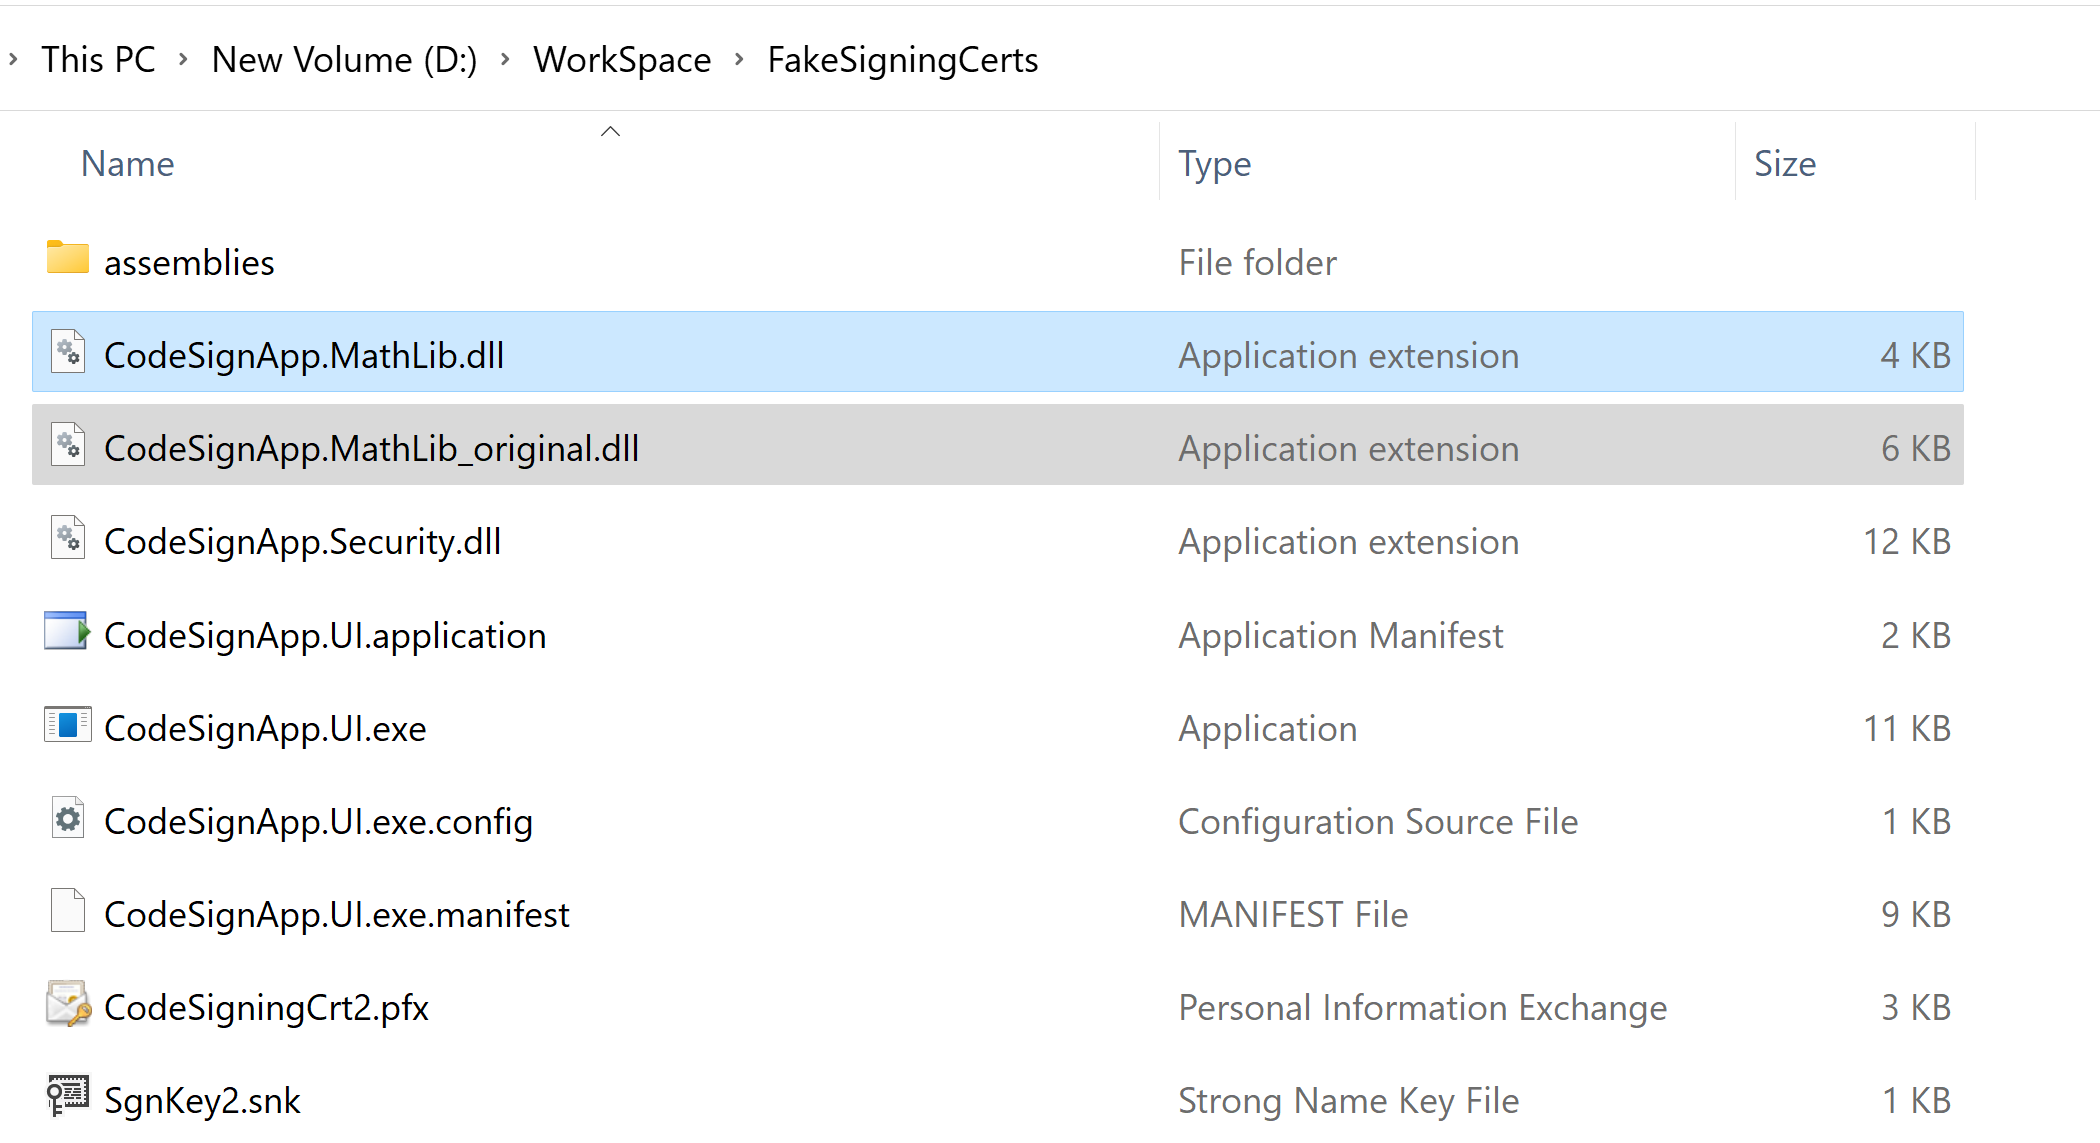 This PC > New Volume (D:) > WorkSpace > FakeSigningCerts
Name Type Size
assemblies File folder
CodeSignApp.MathLib.dll Application extension 4 KB
CodeSignApp.MathLib_original.dll Application extension 6 KB
CodeSignApp.Security.dll Application extension 12 KB
CodeSignApp.UI.application Application Manifest 2 KB
CodeSignApp.UI.exe Application 11 KB
CodeSignApp.UI.exe.config Configuration Source File 1 KB
CodeSignApp.UI.exe.manifest MANIFEST File 9 KB
CodeSigningCrt2.pfx Personal Information Exchange 3 KB
SgnKey2.snk Strong Name Key File 1 KB